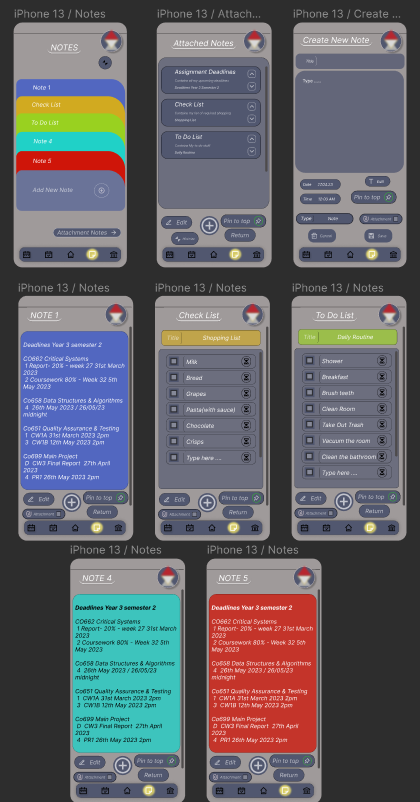 iPhone 13 / Notes
iPhone 13 / Attach...
iPhone 13 / Create ...
NOTES
Note 1
Check List
To Do List
Note 4
Note 5
Add New Note
Attachment Notes
Attached Notes
Assignment Deadlines
Deadlines Year 3 Semester 2
Check List
Shopping List
To Do List
Daily Routine
Edit
Pin to top
Return
Create New Note
Title
Type ....
Date
Time
10:00 AM
Edit
Pin to top
Type
Note
Attachment
Cancel
Save
iPhone 13 / Notes
iPhone 13 / Notes
iPhone 13 / Notes
NOTE 1
Deadlines Year 3 semester 2
CO662 Critical Systems
1 Report- 20% - week 27 31st March
2023
2 Coursework 80% - Week 32 5th
May 2023
Co658 Data Structures & Algorithms
4 26th May 2023 / 26/05/23
midnight
Co651 Quality Assurance & Testing
1 CW1A 31st March 2023 2pm
3 CW1B 12th May 2023 2pm
Co699 Main Project
D CW3 Final Report 27th April
2023
4 PR1 26th May 2023 2pm
Edit
Pin to top
Attachment
Return
Check List
Title
Shopping List
Milk
Bread
Grapes
Pasta(with sauce)
Chocolate
Crisps
Type here ....
Edit
Pin to top
Attachment
Return
To Do List
Title
Daily Routine
Shower
Breakfast
Brush teeth
Clean Room
Take Out Trash
Vacuum the room
Clean the bathroom
Type here ....
Edit
Pin to top
Attachment
Return
iPhone 13 / Notes
iPhone 13 / Notes
NOTE 4
Deadlines Year 3 semester 2
CO662 Critical Systems
1 Report- 20% - week 27 31st March
2023
2 Coursework 80% - Week 32 5th
May 2023
Co658 Data Structures & Algorithms
4 26th May 2023 / 26/05/23
midnight
Co651 Quality Assurance & Testing
1 CW1A 31st March 2023 2pm
3 CW1B 12th May 2023 2pm
Co699 Main Project
D CW3 Final Report 27th April
2023
4 PR1 26th May 2023 2pm
Edit
Pin to top
Attachment
Return
NOTE 5
Deadlines Year 3 semester 2
CO662 Critical Systems
1 Report- 20% - week 27 31st March
2023
2 Coursework 80% - Week 32 5th
May 2023
Co658 Data Structures & Algorithms
4 26th May 2023 / 26/05/23
midnight
Co651 Quality Assurance & Testing
1 CW1A 31st March 2023 2pm
3 CW1B 12th May 2023 2pm
Co699 Main Project
D CW3 Final Report 27th April
2023
4 PR1 26th May 2023 2pm
Edit
Pin to top
Attachment
Return